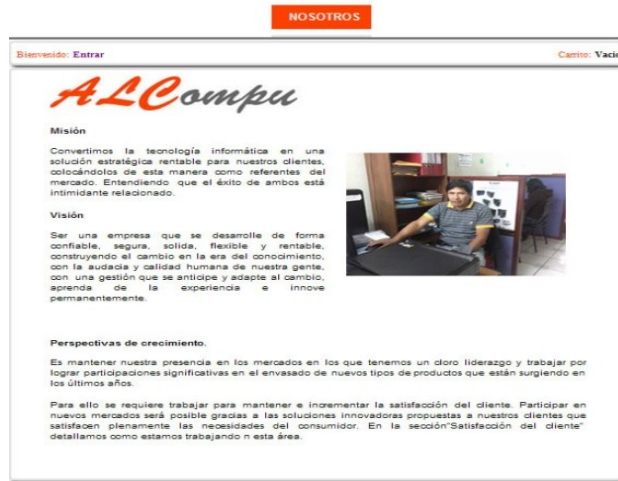 NOSOTROS
Bienvenido: Entrar
Carrito: Vacio
ALCompu
Misión
Convertimos la tecnología informática en una
solución estratégica rentable para nuestros clientes,
colocándolos de esta manera como referentes del
mercado. Entendiendo que el éxito de ambos está
intimidante relacionado.
Visión
Ser una empresa que se desarrolle de forma
confiable, segura, solida, flexible y rentable,
construyendo el cambio en la era del conocimiento,
con la audacia y calidad humana de nuestra gente,
con una gestión que se anticipe y adapte al cambio,
aprenda de la experiencia e innove
permanentemente.
Perspectivas de crecimiento.
Es mantener nuestra presencia en los mercados en los que tenemos un cloro liderazgo y trabajar por
lograr participaciones significativas en el envasado de nuevos tipos de productos que están surgiendo en
los últimos años.
Para ello se requiere trabajar para mantener e incrementar la satisfacción del cliente. Participar en
nuevos mercados será posible gracias a las soluciones innovadoras propuestas a nuestros clientes que
satisfacen plenamente las necesidades del consumidor. En la sección"Satisfacción del cliente"
detallamos como estamos trabajando n esta área.